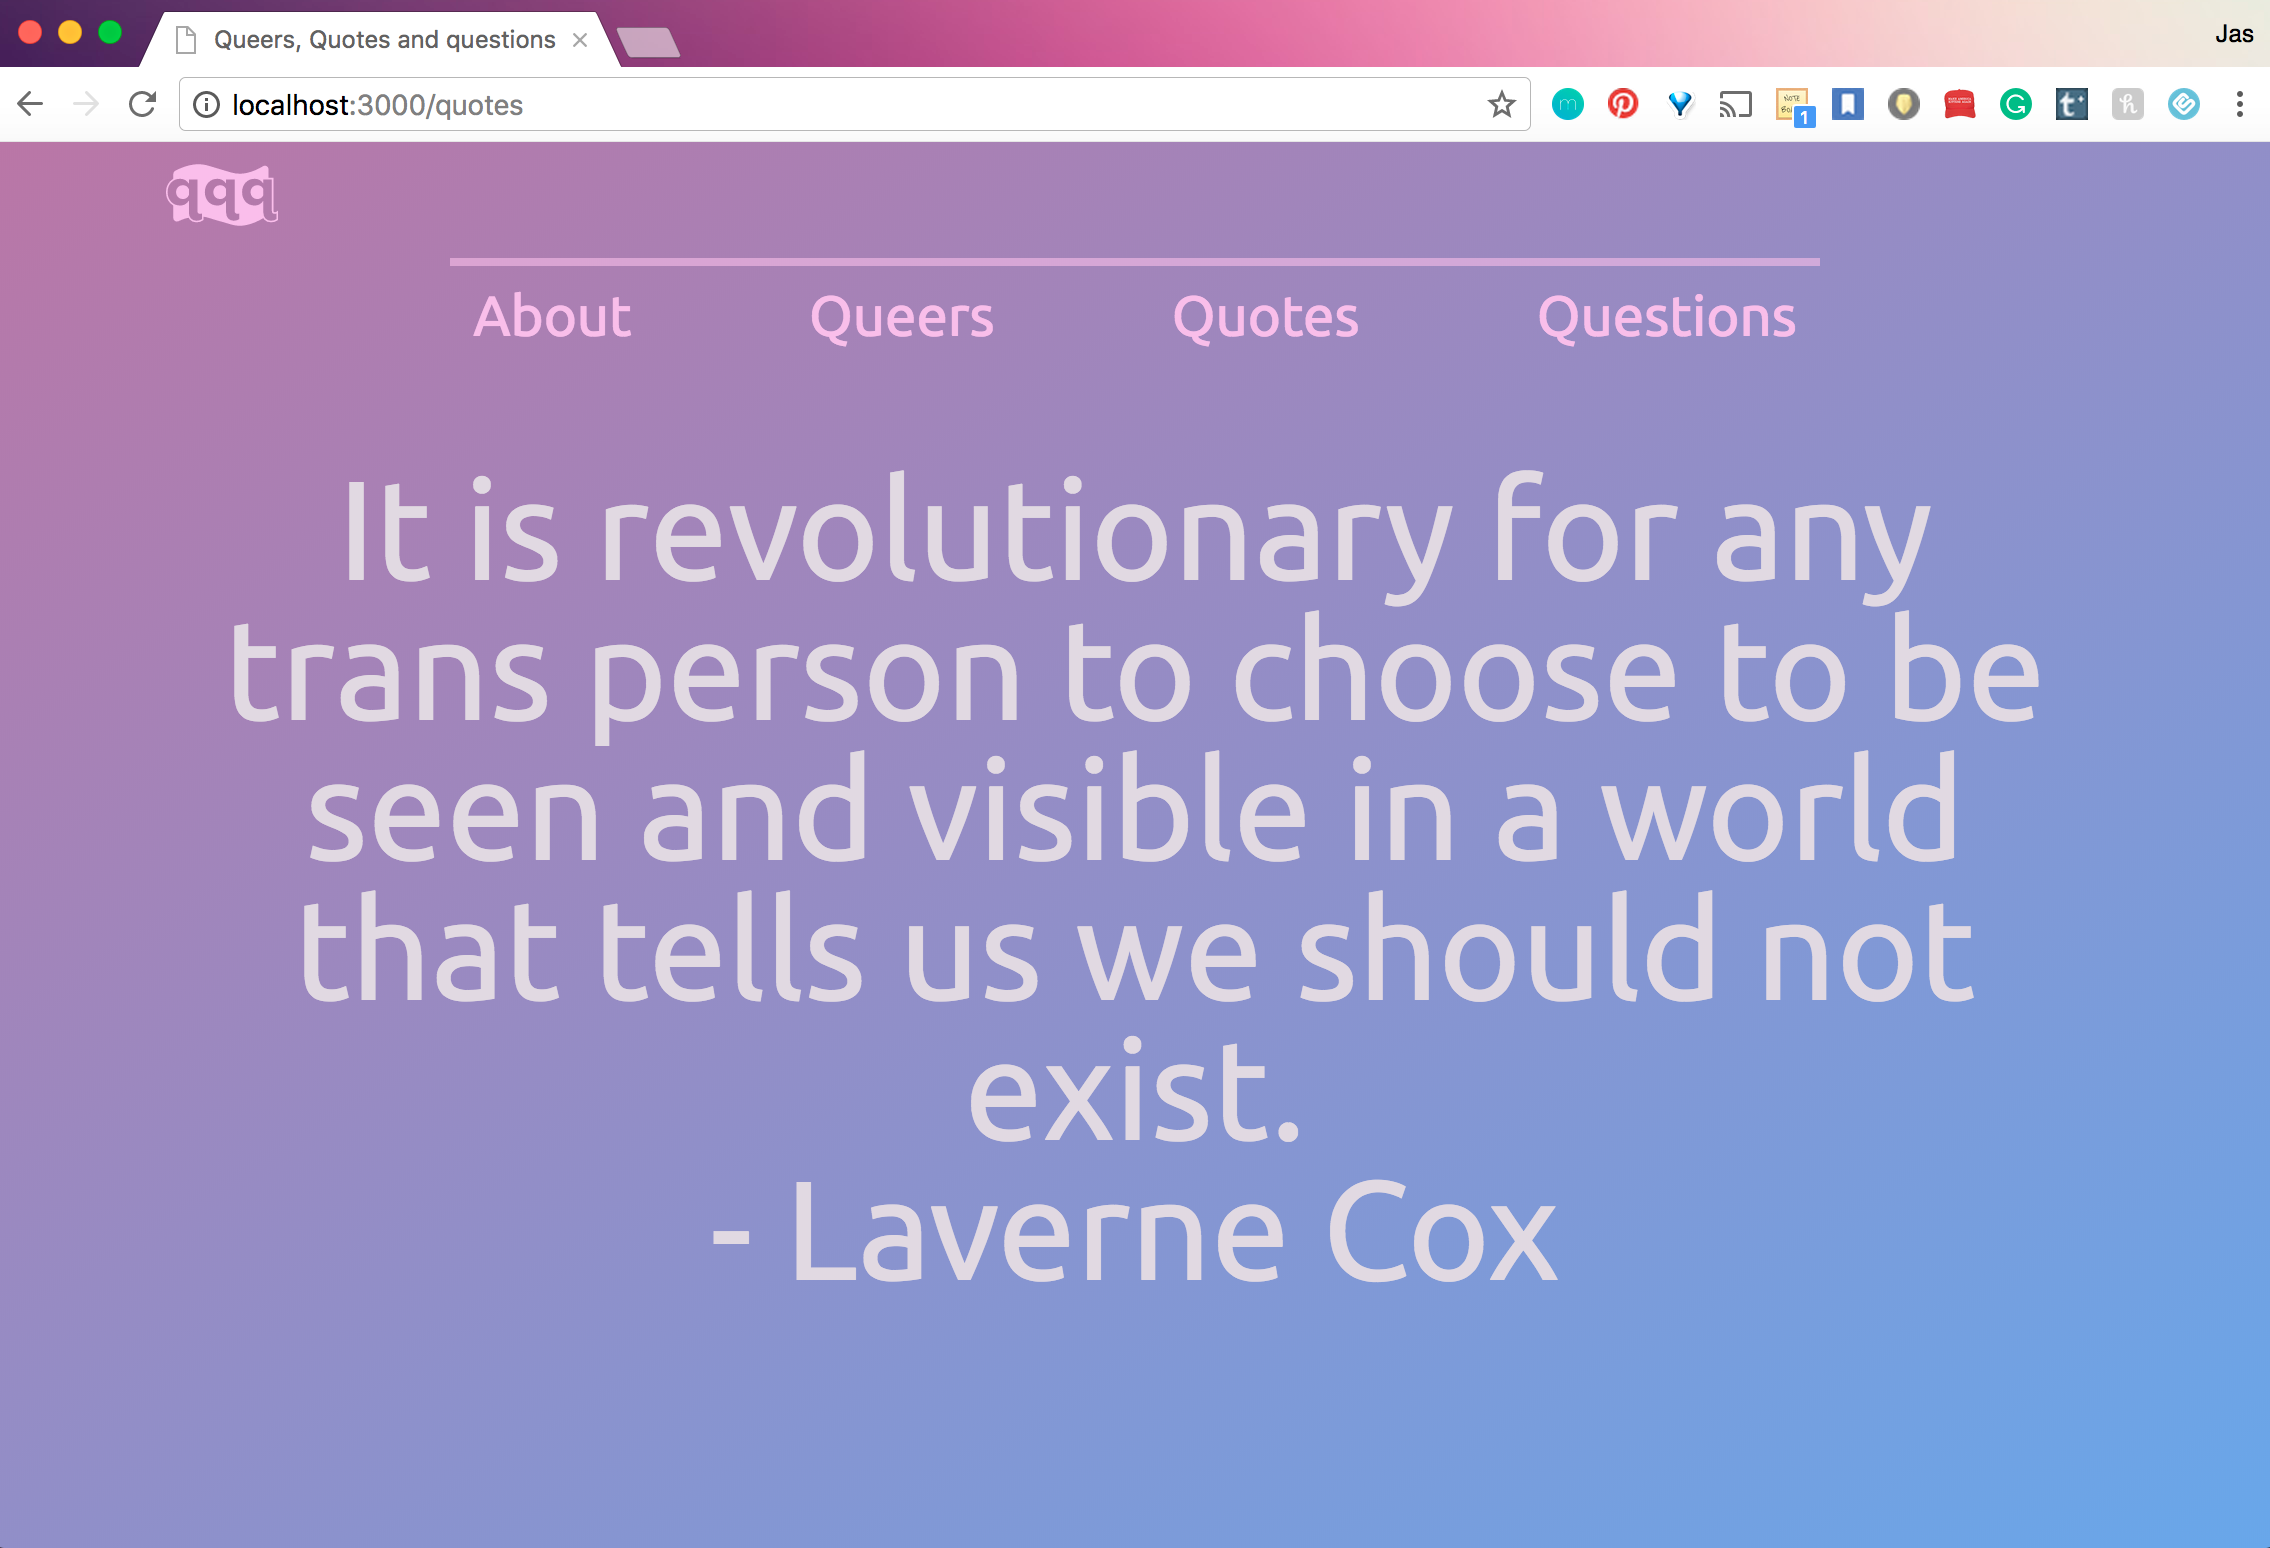 Queers, Quotes and questions
Jas
localhost:3000/quotes
1
qqq
About Queers Quotes Questions
It is revolutionary for any
trans person to choose to be
seen and visible in a world
that tells us we should not
exist.
- Laverne Cox